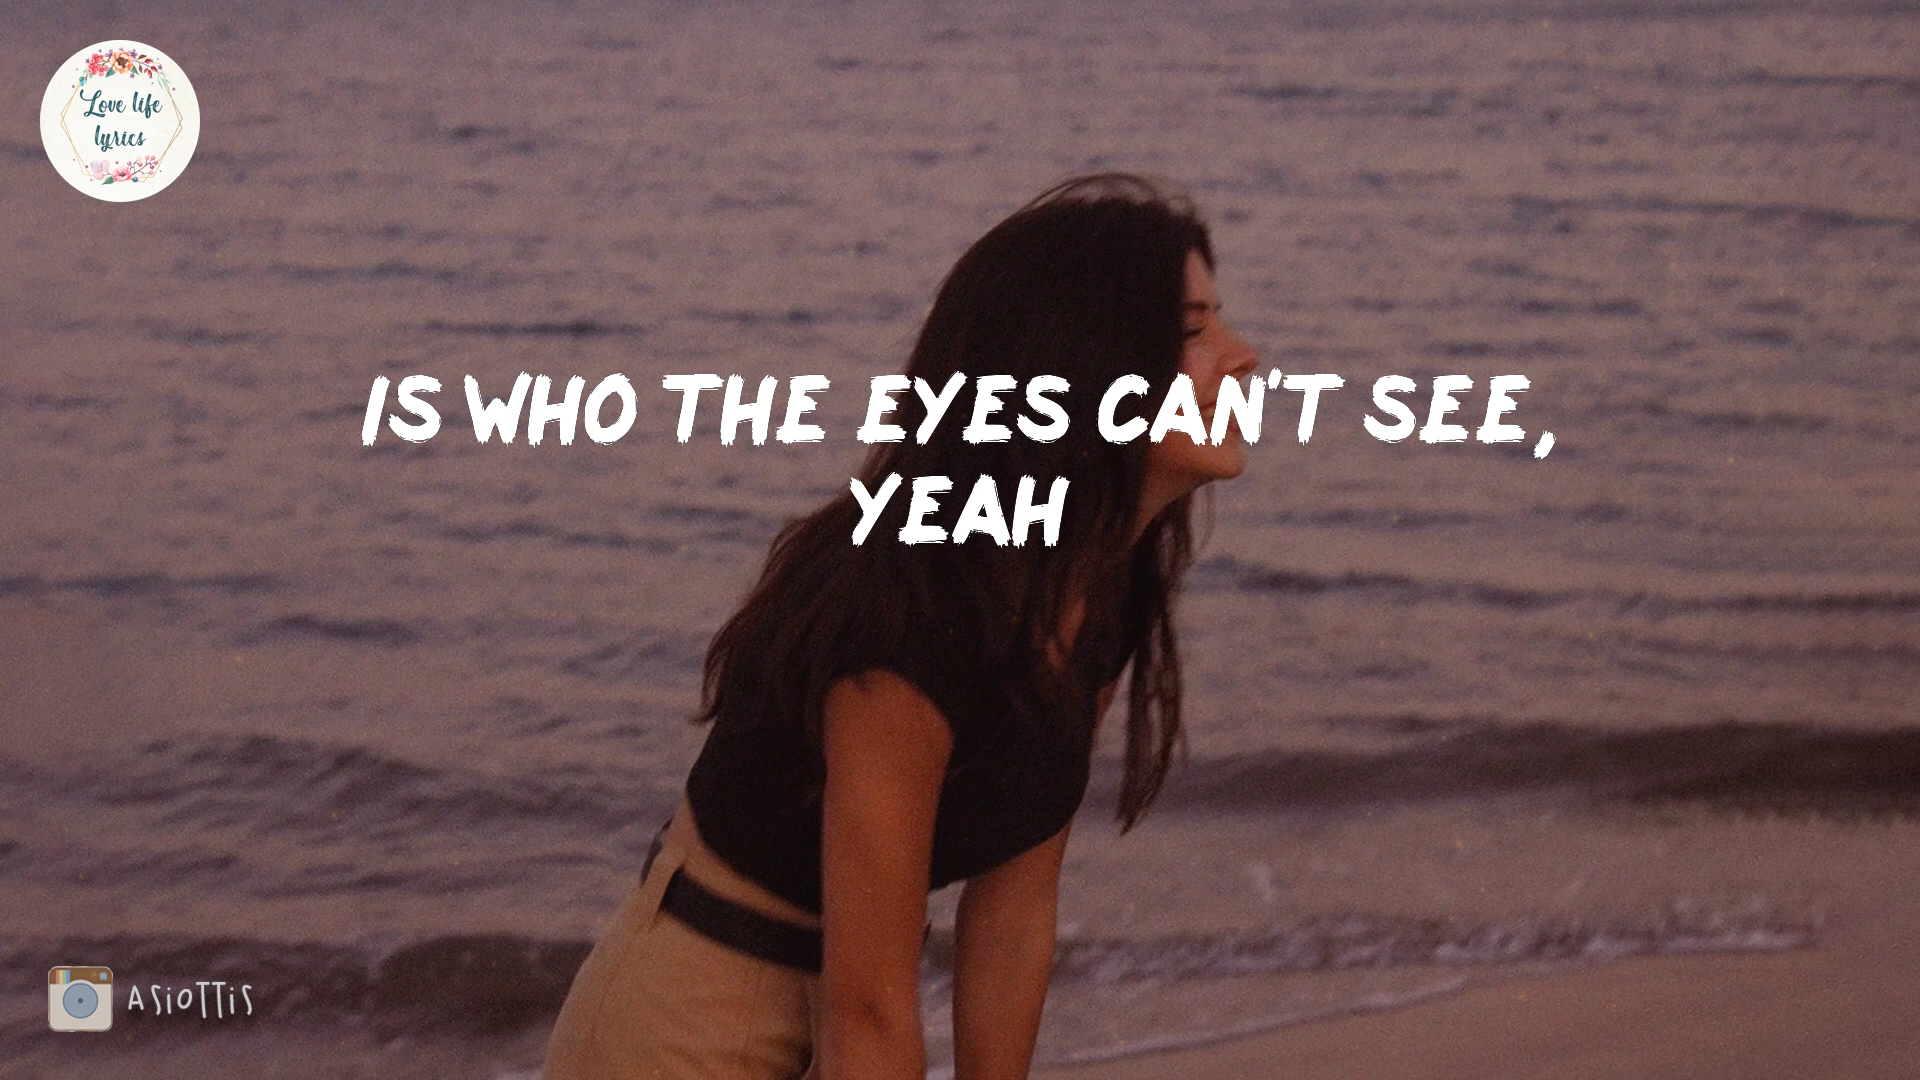 Love life
lyrics
IS WHO THE EYES CAN'T SEE,
YEAH
ASiOTTiS